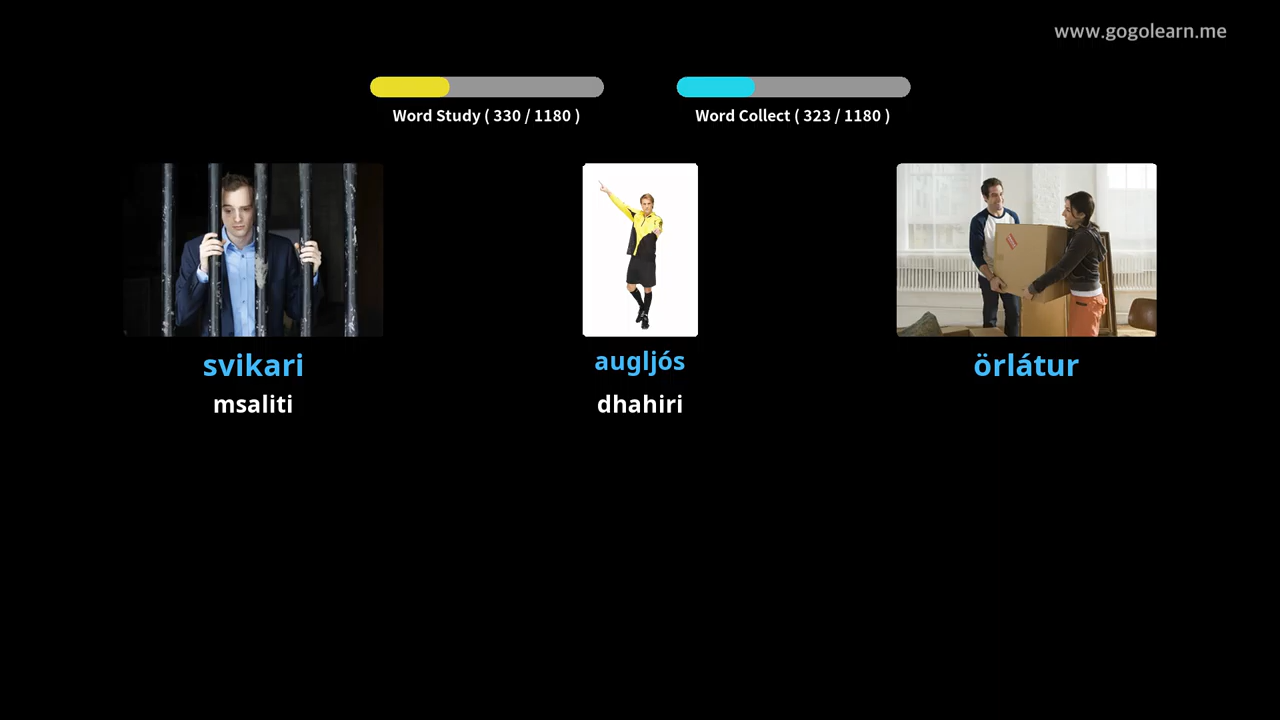 www.gogolearn.me
Word Study ( 330 / 1180 )
Word Collect ( 323 / 1180 )
svikari
augljós
örlátur
msaliti
dhahiri